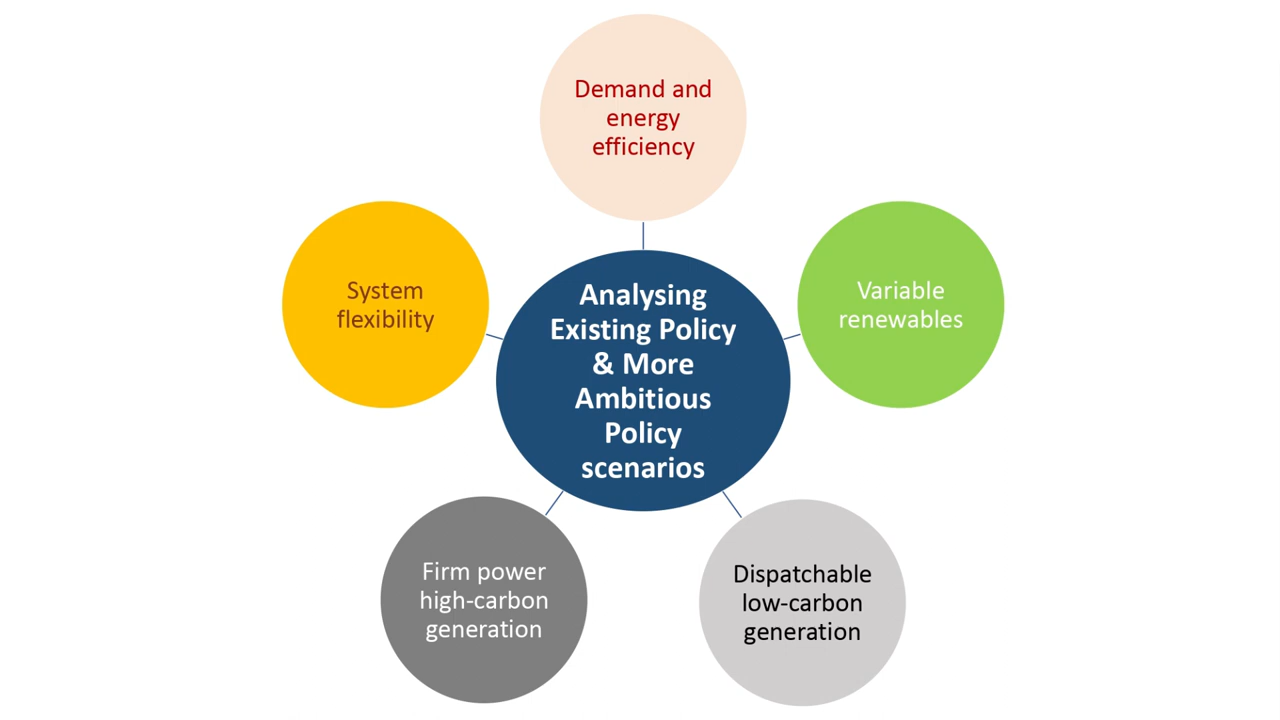 Demand and
energy
efficiency
System
flexibility
Analysing
Existing Policy
& More
Ambitious
Policy
scenarios
Variable
renewables
Firm power
high-carbon
generation
Dispatchable
low-carbon
generation